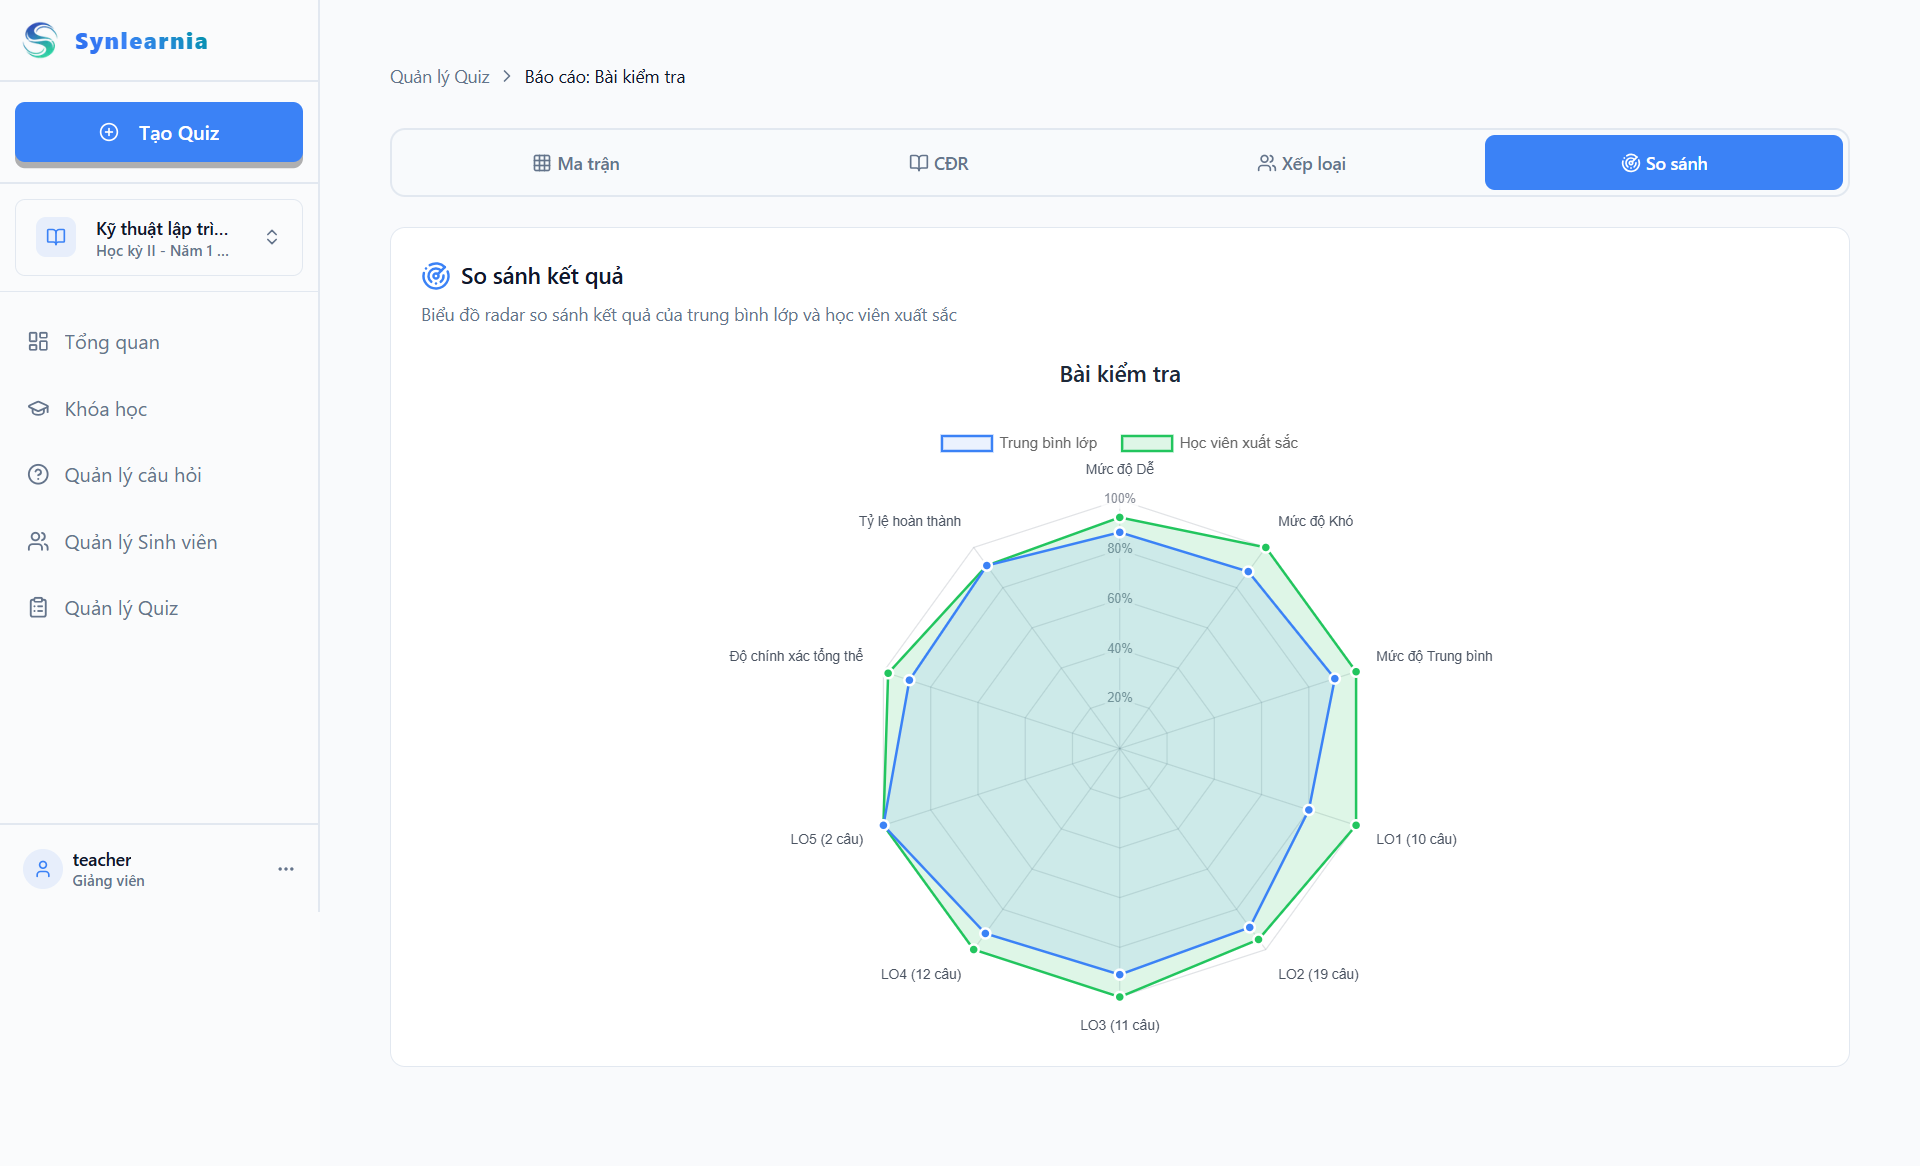 Synlearnia
Tạo Quiz
Kỹ thuật lập trì...
Học kỳ II - Năm 1 ...
Tổng quan
Khóa học
Quản lý câu hỏi
Quản lý Sinh viên
Quản lý Quiz
teacher
Giảng viên
Quản lý Quiz > Báo cáo: Bài kiểm tra
Ma trận
CĐR
Xếp loại
So sánh
So sánh kết quả
Biểu đồ radar so sánh kết quả của trung bình lớp và học viên xuất sắc
Bài kiểm tra
Trung bình lớp
Học viên xuất sắc
Mức độ Dễ
100%
Tỷ lệ hoàn thành
Mức độ Khó
80%
60%
Độ chính xác tổng thể
40%
Mức độ Trung bình
20%
LO5 (2 câu)
LO1 (10 câu)
LO4 (12 câu)
LO2 (19 câu)
LO3 (11 câu)